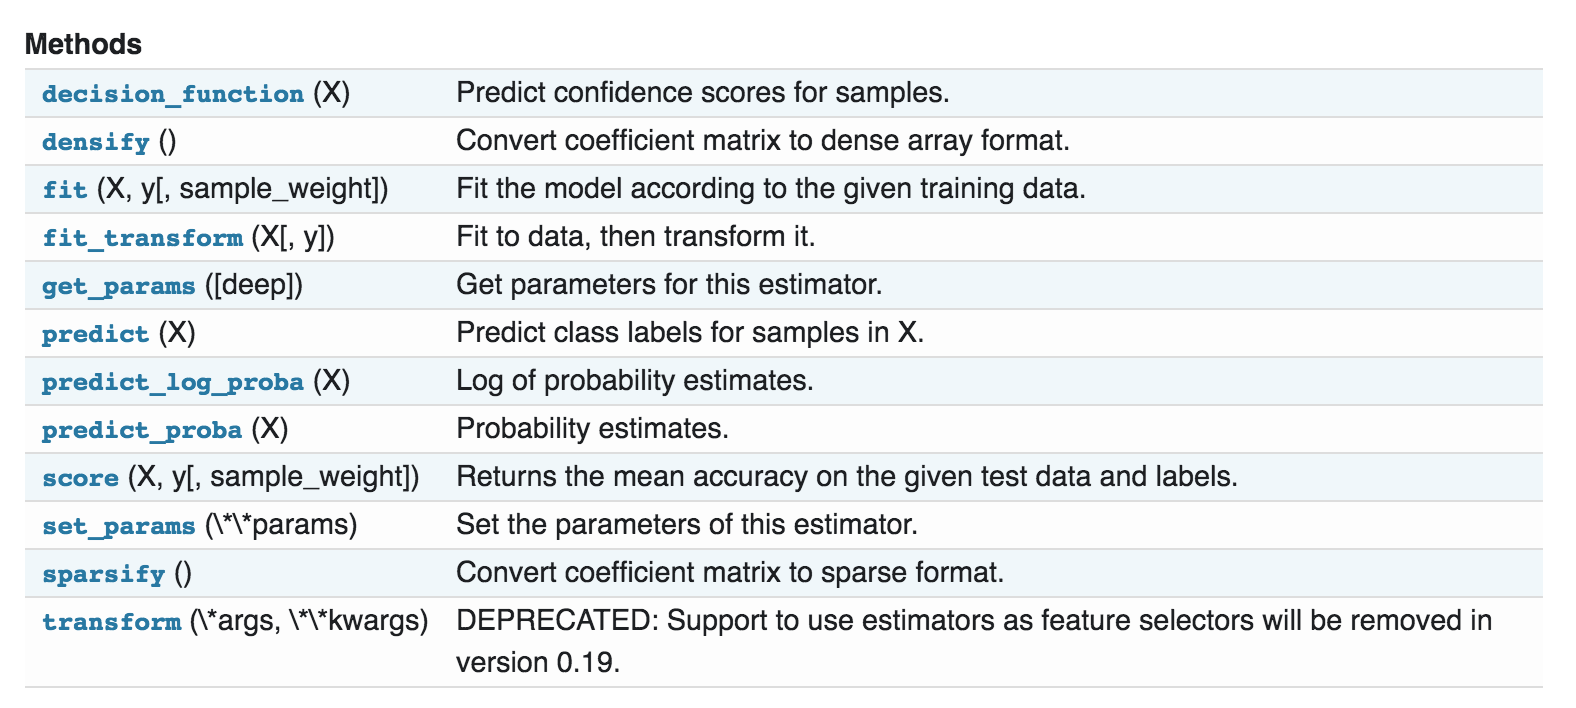 Methods
decision_function (X) Predict confidence scores for samples.
densify () Convert coefficient matrix to dense array format.
fit (X, y[, sample_weight]) Fit the model according to the given training data.
fit_transform (X[, y]) Fit to data, then transform it.
get_params ([deep]) Get parameters for this estimator.
predict (X) Predict class labels for samples in X.
predict_log_proba (X) Log of probability estimates.
predict_proba (X) Probability estimates.
score (X, y[, sample_weight]) Returns the mean accuracy on the given test data and labels.
set_params (\*\*params) Set the parameters of this estimator.
sparsify () Convert coefficient matrix to sparse format.
transform (\*args, \*\*kwargs) DEPRECATED: Support to use estimators as feature selectors will be removed in
version 0.19.